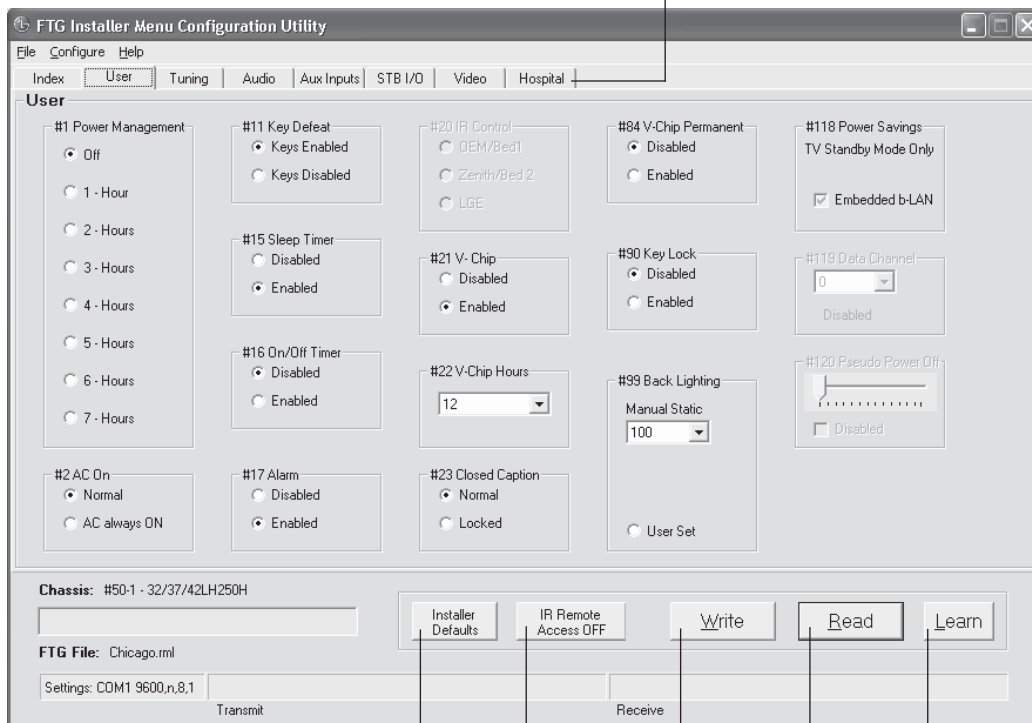 FTG Installer Menu Configuration Utility
File Configure Help
Index User Tuning Audio Aux Inputs STB I/O Video Hospital
User
#1 Power Management
Off
1 - Hour
2 - Hours
3 - Hours
4 - Hours
5 - Hours
6 - Hours
7 - Hours
#2 AC On
Normal
AC always ON
#11 Key Defeat
Keys Enabled
Keys Disabled
#15 Sleep Timer
Disabled
Enabled
#16 On/Off Timer
Disabled
Enabled
#17 Alarm
Disabled
Enabled
#20 IR Control
OEM/Bed1
Zenith/Bed 2
LGE
#21 V- Chip
Disabled
Enabled
#22 V-Chip Hours
12
#23 Closed Caption
Normal
Locked
#84 V-Chip Permanent
Disabled
Enabled
#90 Key Lock
Disabled
Enabled
#99 Back Lighting
Manual Static
100
User Set
#118 Power Savings
TV Standby Mode Only
Embedded b-LAN
#119 Data Channel
0
Disabled
#120 Pseudo Power Off
Disabled
Chassis: #50-1 - 32/37/42LH250H
FTG File: Chicago.rml
Installer
Defaults
IR Remote
Access OFF
Write
Read
Learn
Settings: COM1 9600,n,8,1
Transmit
Receive